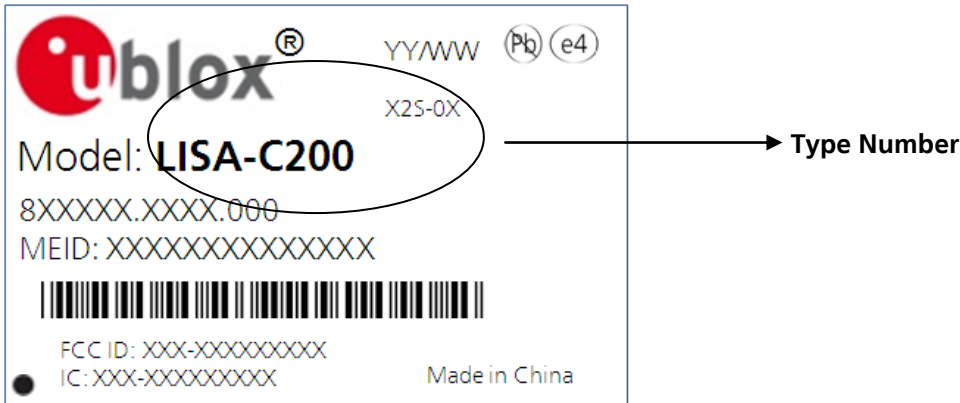 ublox® YY/WW Pb e4
X2S-0X
Model: LISA-C200
Type Number
8XXXXX.XXXX.000
MEID: XXXXXXXXXXXXXX
FCC ID: XXX-XXXXXXXXX
IC: XXX-XXXXXXXXX
Made in China